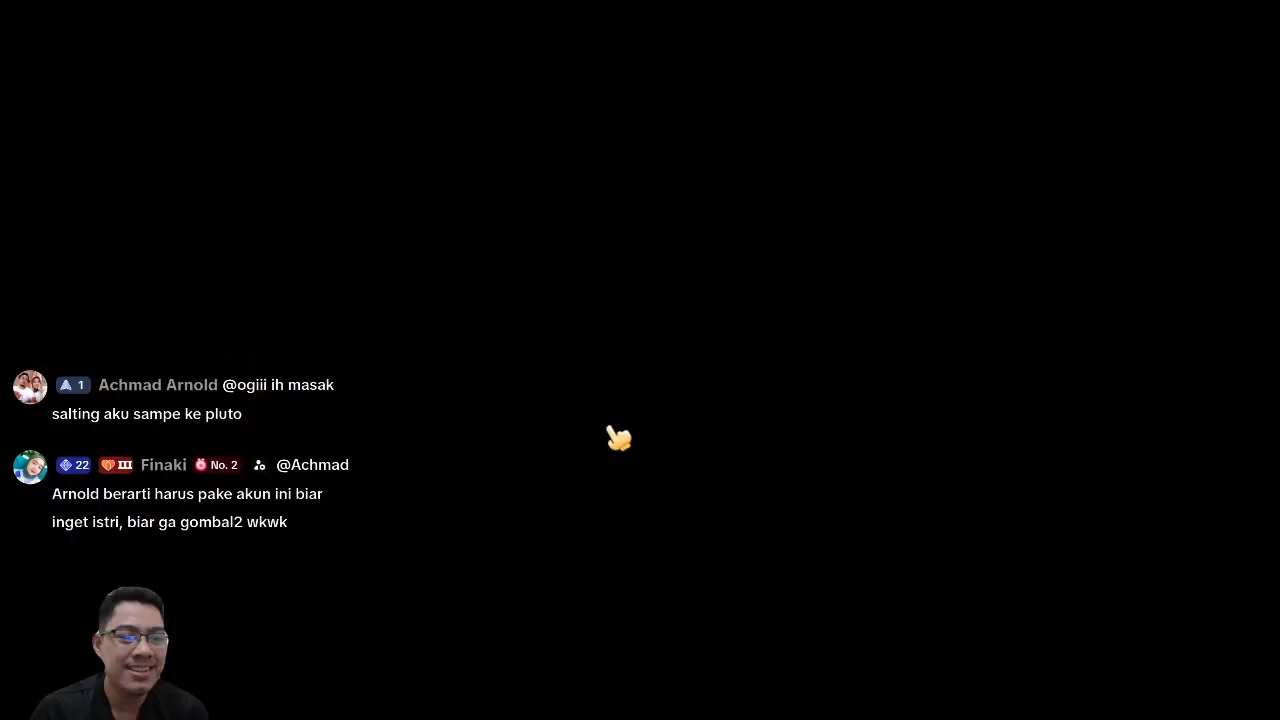 1 Achmad Arnold @ogiii ih masak
salting aku sampe ke pluto
22 III Finaki No. 2 @Achmad
Arnold berarti harus pake akun ini biar
inget istri, biar ga gombal2 wkwk